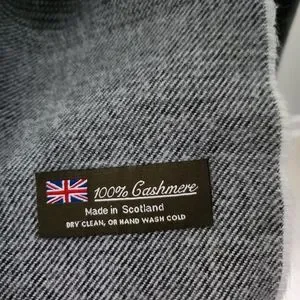 100% Cashmere
Made in Scotland
DRY CLEAN, OR HAND WASH COLD